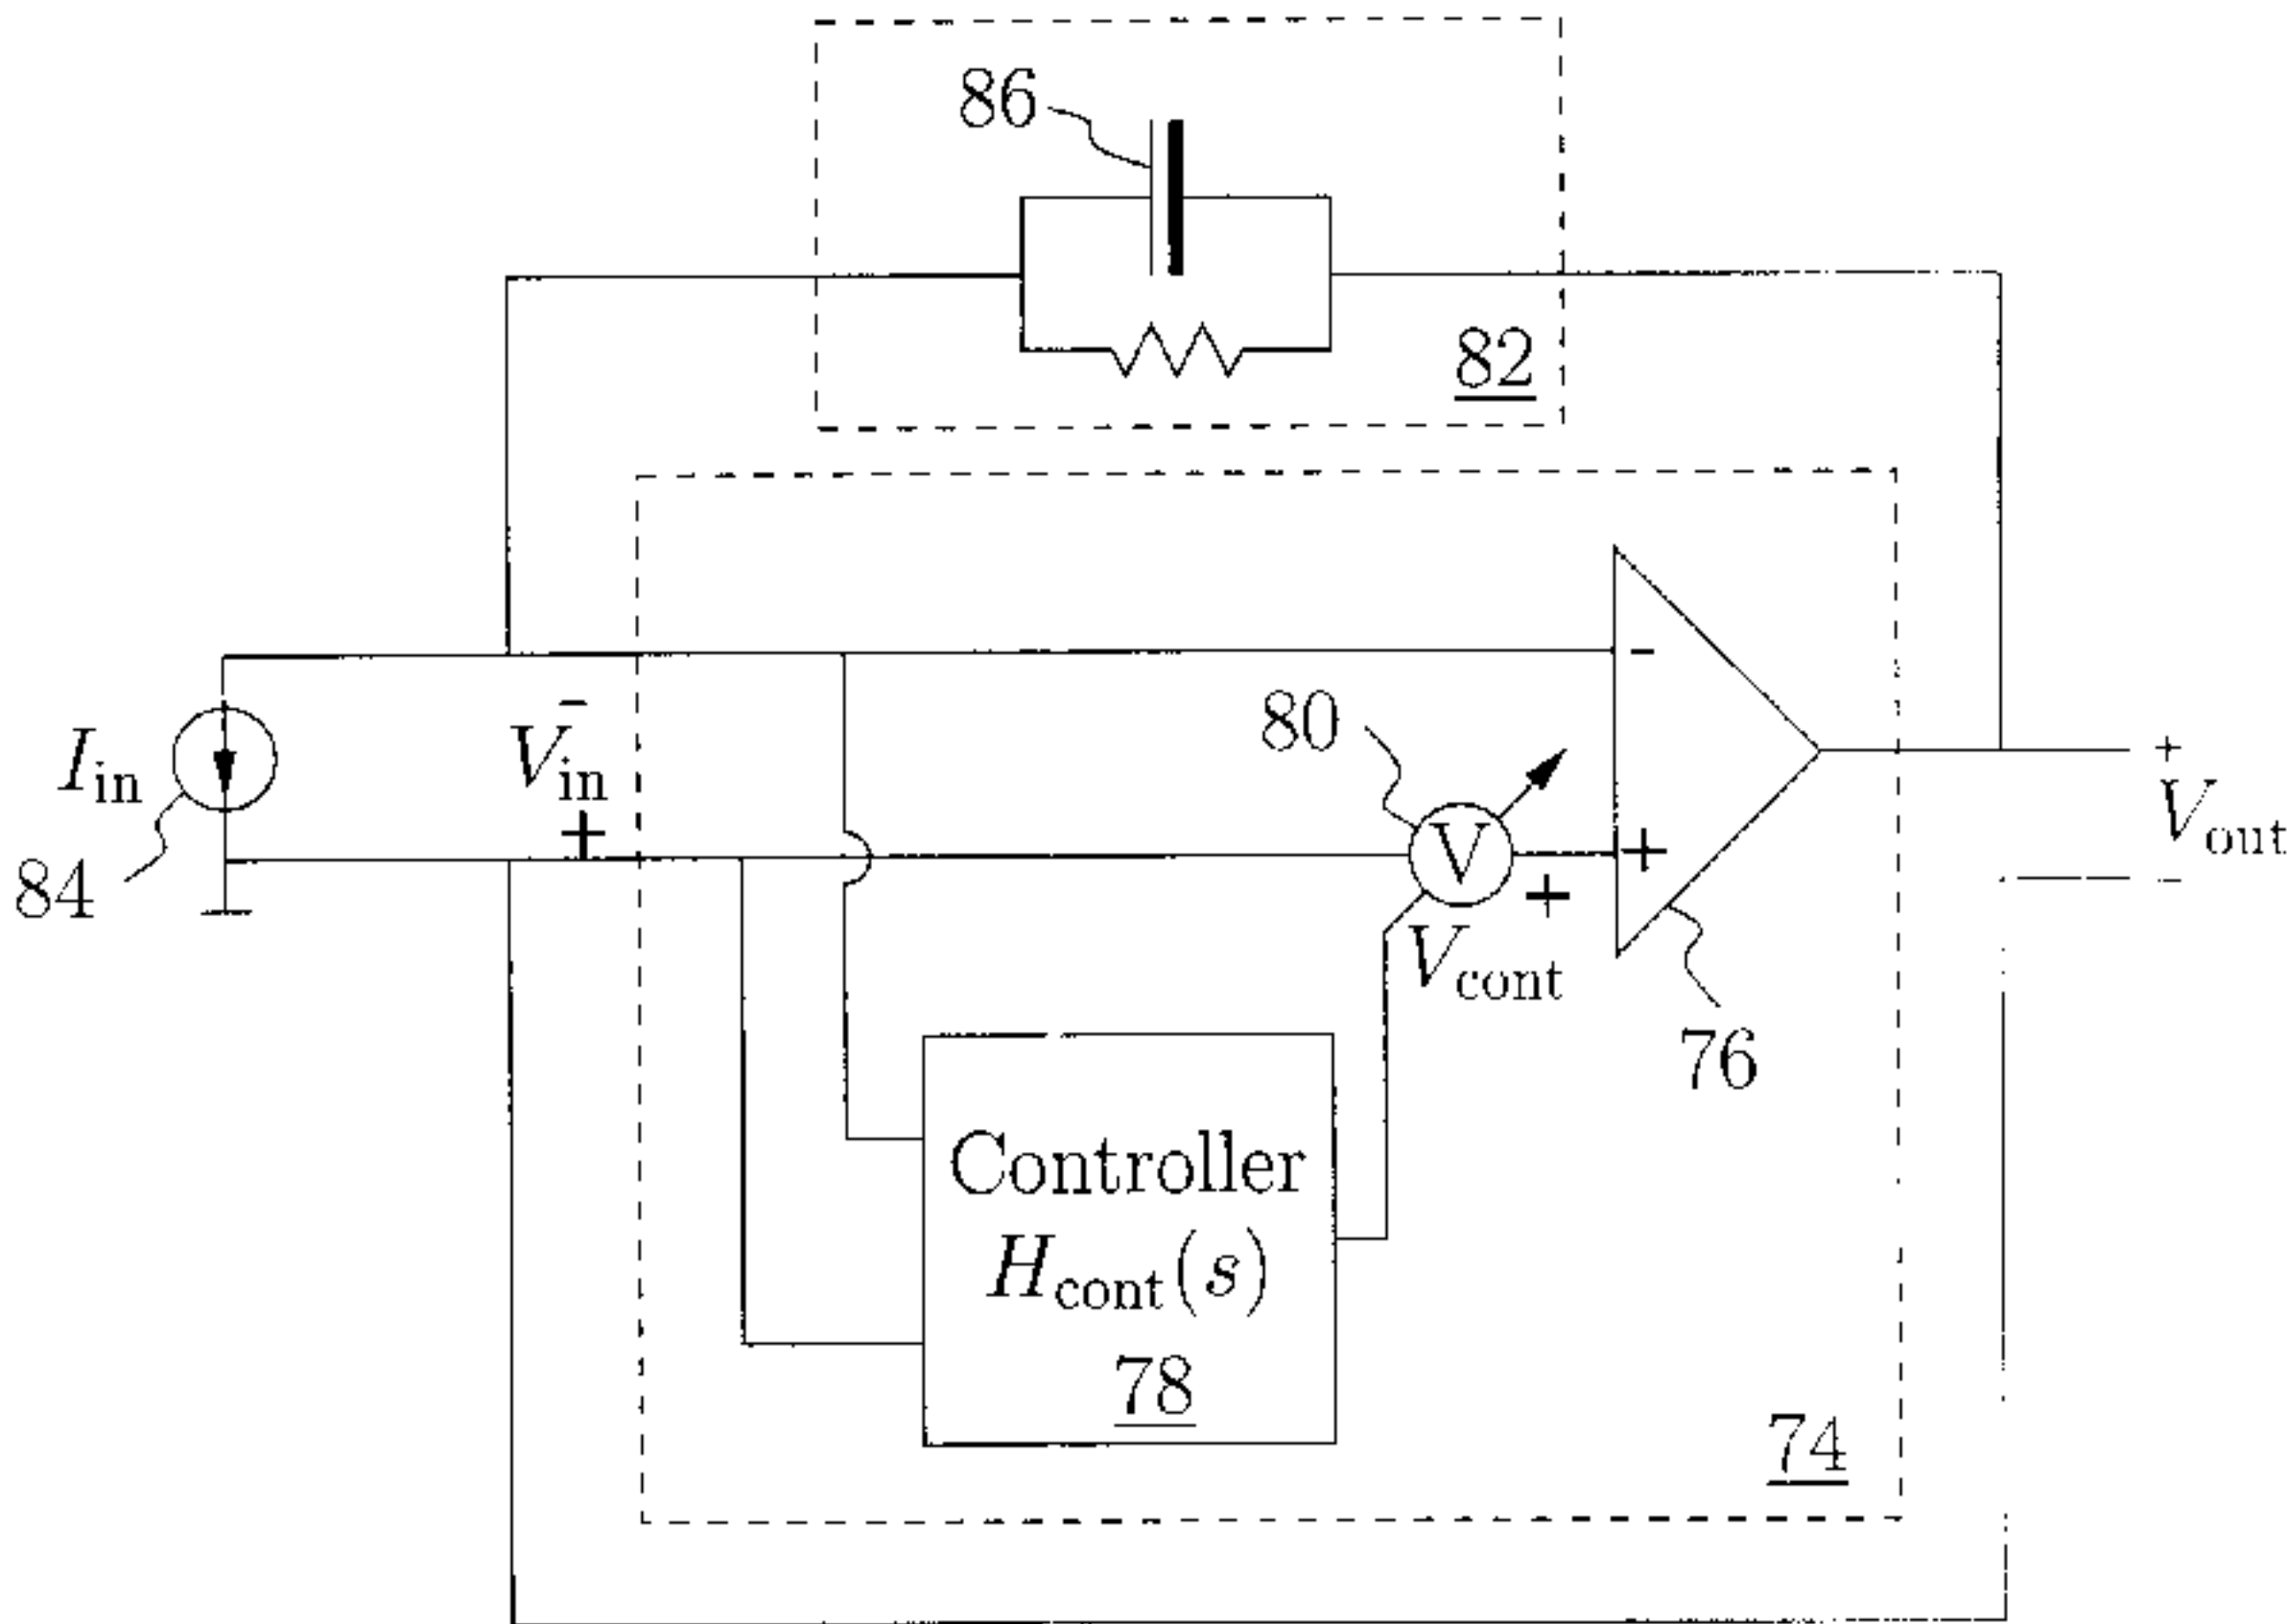 86
82
-
I_in
V_in
+
84
80
V
+
V_cont
-
+
76
+
V_out
-
Controller
H_cont(s)
78
74